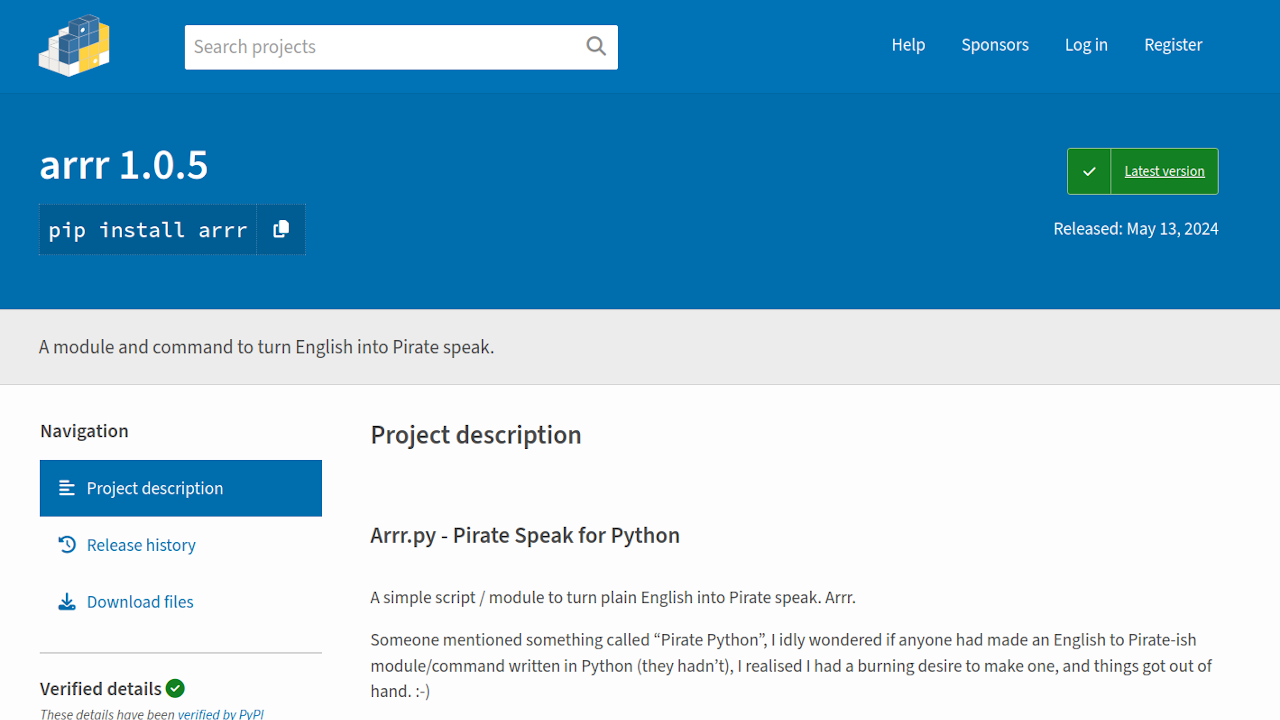 Search projects
Help
Sponsors
Log in
Register
arrr 1.0.5
Latest version
pip install arrr
Released: May 13, 2024
A module and command to turn English into Pirate speak.
Navigation
Project description
Release history
Download files
Verified details
These details have been verified by PyPI
Project description
Arrr.py - Pirate Speak for Python
A simple script / module to turn plain English into Pirate speak. Arrr.
Someone mentioned something called “Pirate Python”, I idly wondered if anyone had made an English to Pirate-ish
module/command written in Python (they hadn’t), I realised I had a burning desire to make one, and things got out of
hand. :-)